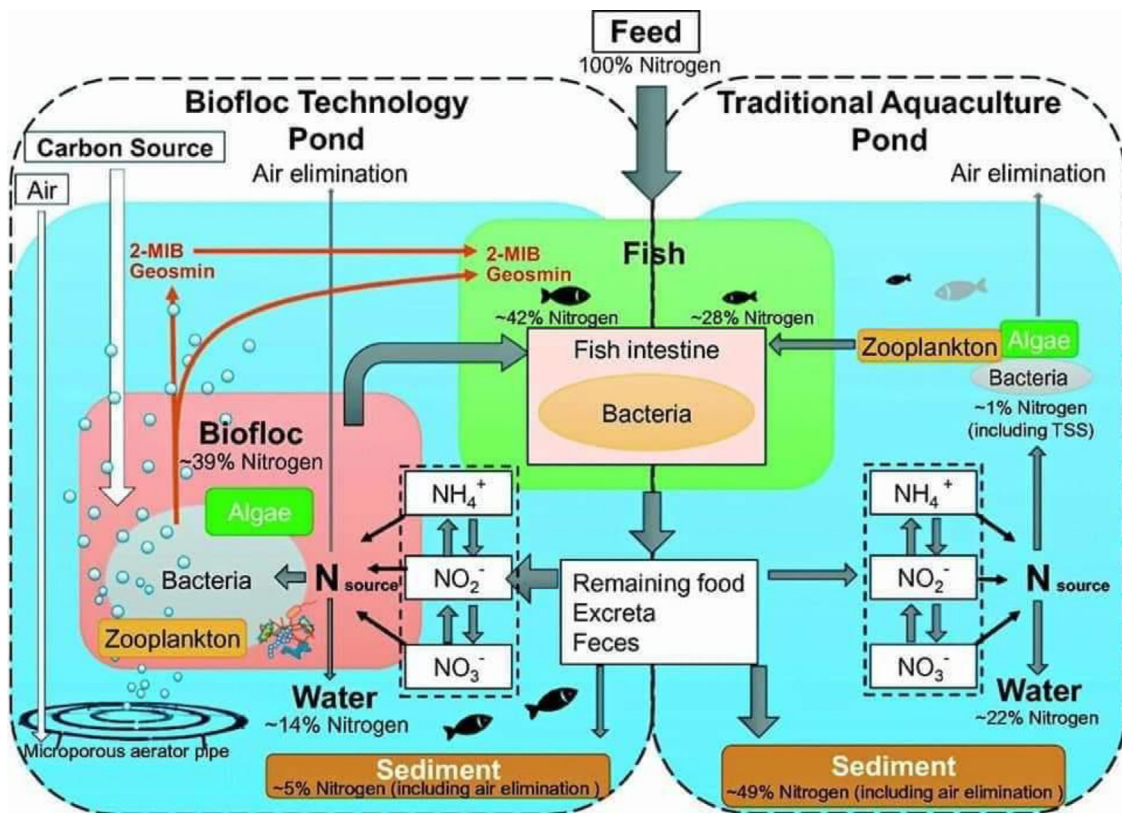 Feed
100% Nitrogen
Biofloc Technology
Pond
Traditional Aquaculture
Pond
Carbon Source
Air
Air elimination
Air elimination
2-MIB
Geosmin
2-MIB
Geosmin
Fish
~42% Nitrogen
~28% Nitrogen
Fish intestine
Bacteria
Zooplankton
Algae
Bacteria
~1% Nitrogen
(including TSS)
Biofloc
~39% Nitrogen
Algae
Bacteria
Zooplankton
N source
NH₄⁺
NO₂⁻
NO₃⁻
Remaining food
Excreta
Feces
NH₄⁺
NO₂⁻
NO₃⁻
N source
Water
~14% Nitrogen
Water
~22% Nitrogen
Microporous aerator pipe
Sediment
~5% Nitrogen (including air elimination )
Sediment
~49% Nitrogen (including air elimination )